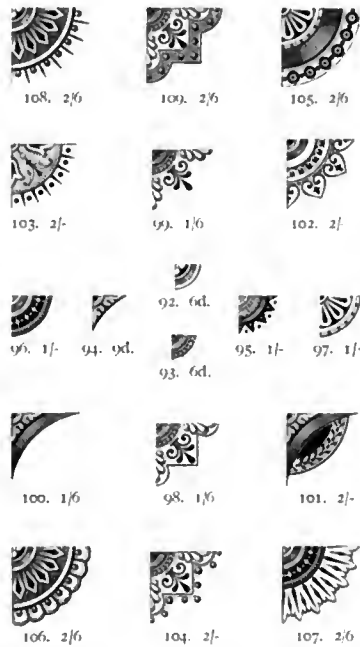 108. 2/6 109. 2/6 105. 2/6
103. 2/- 99. 1/6 102. 2/-
92. 6d.
96. 1/- 94. 9d. 95. 1/- 97. 1/-
93. 6d.
100. 1/6 98. 1/6 101. 2/-
106. 2/6 104. 2/- 107. 2/6